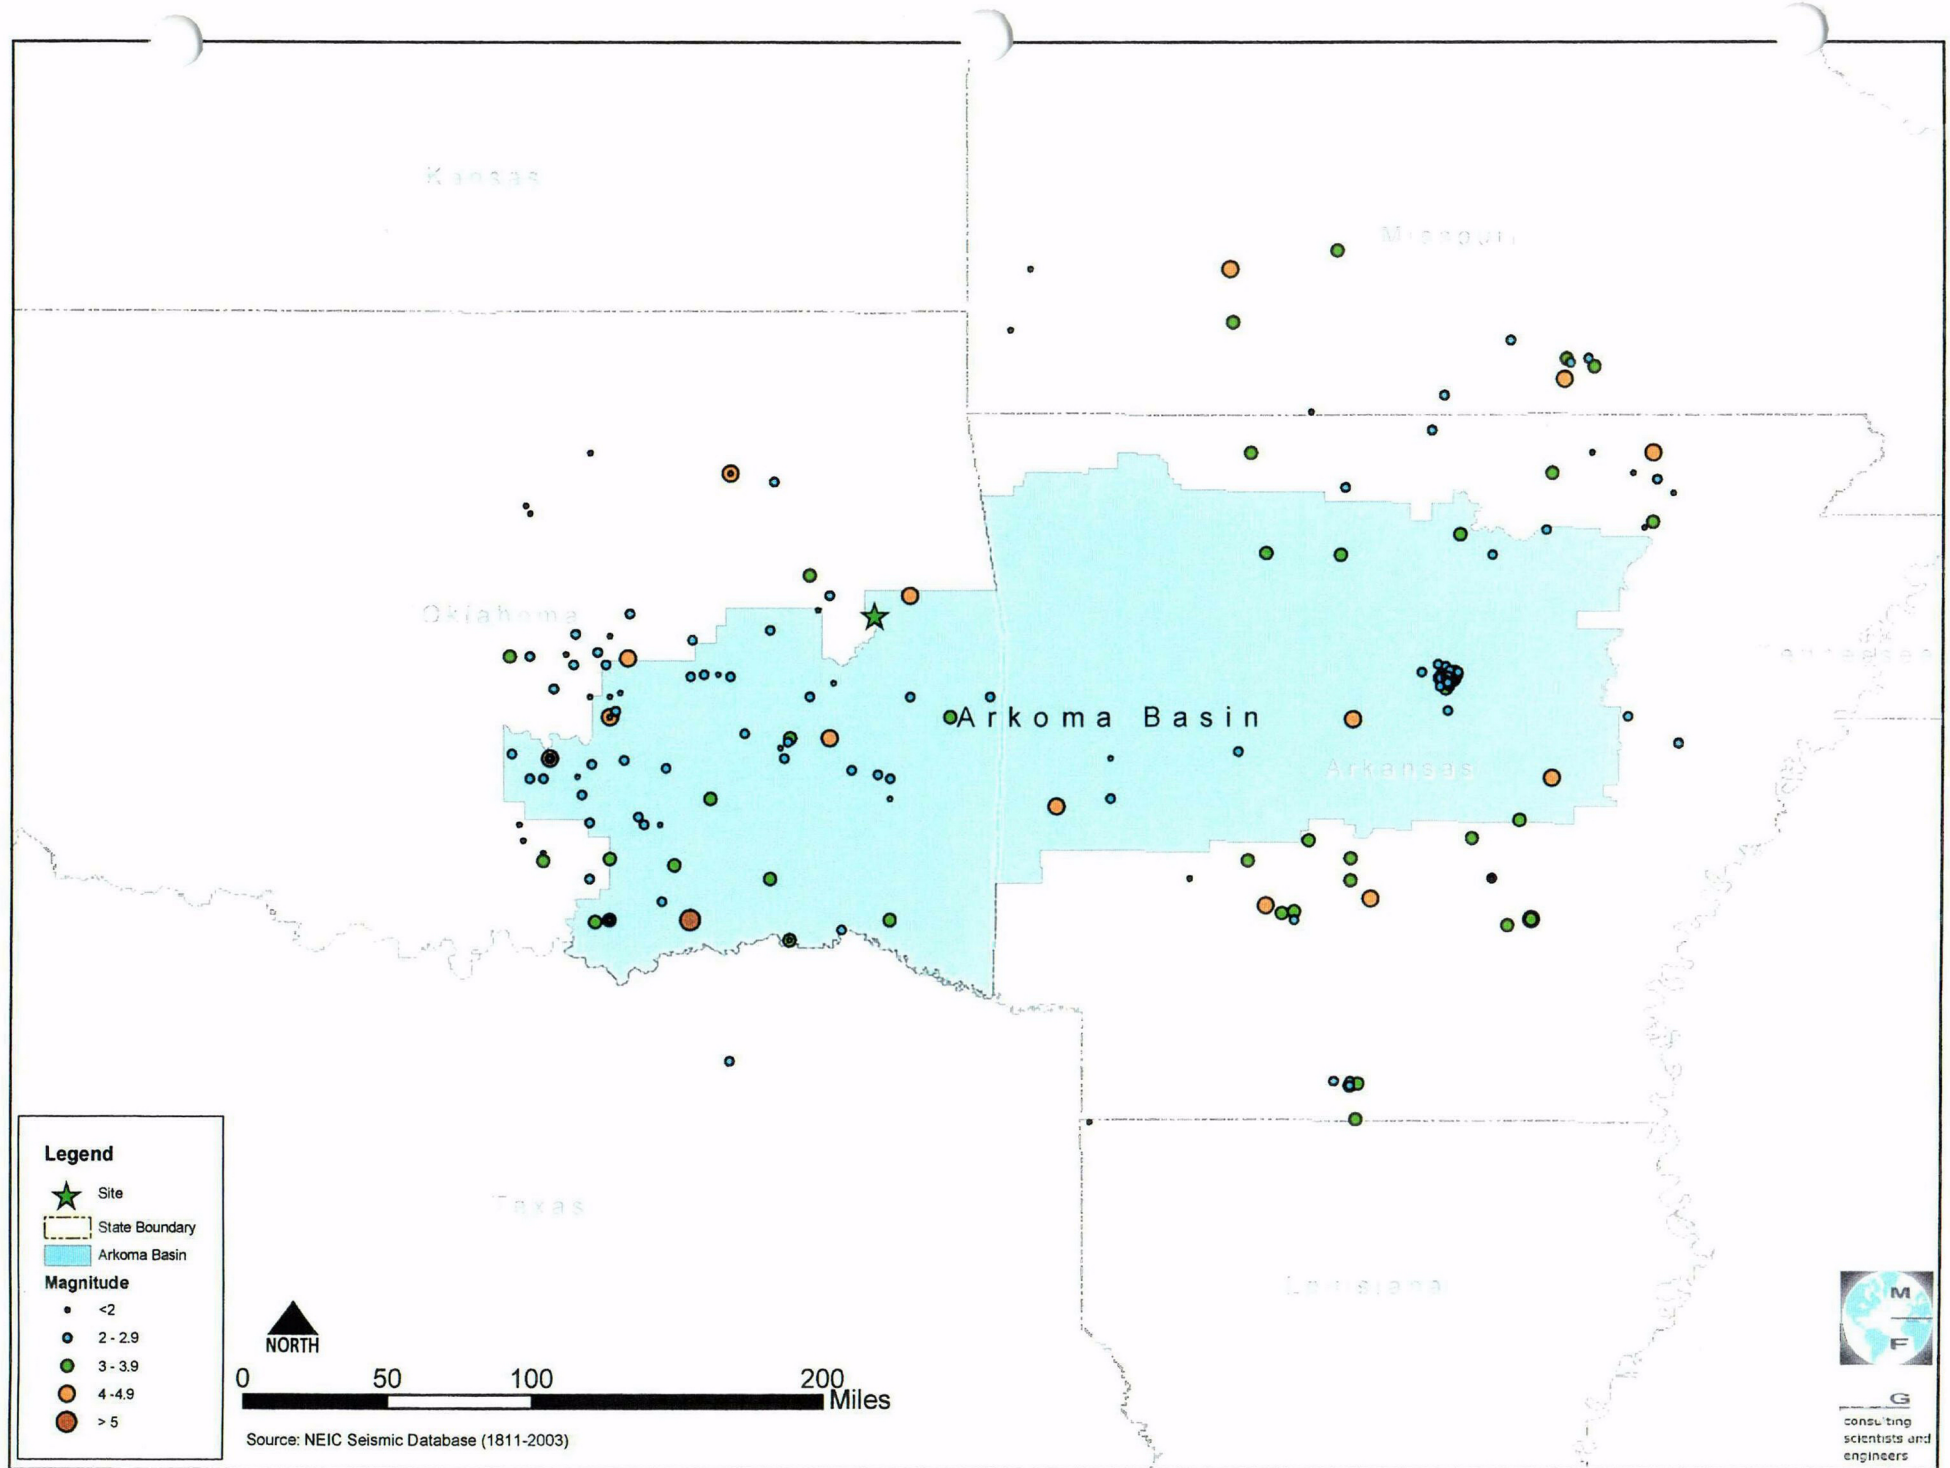 Kansas
Missouri
Oklahoma
Tennessee
Arkoma Basin
Arkansas
Texas
Louisiana
Legend
Site
State Boundary
Arkoma Basin
Magnitude
<2
2 - 2.9
3 - 3.9
4 -4.9
> 5
NORTH
0 50 100 200
Miles
Source: NEIC Seismic Database (1811-2003)
M
F
G
consulting
scientists and
engineers